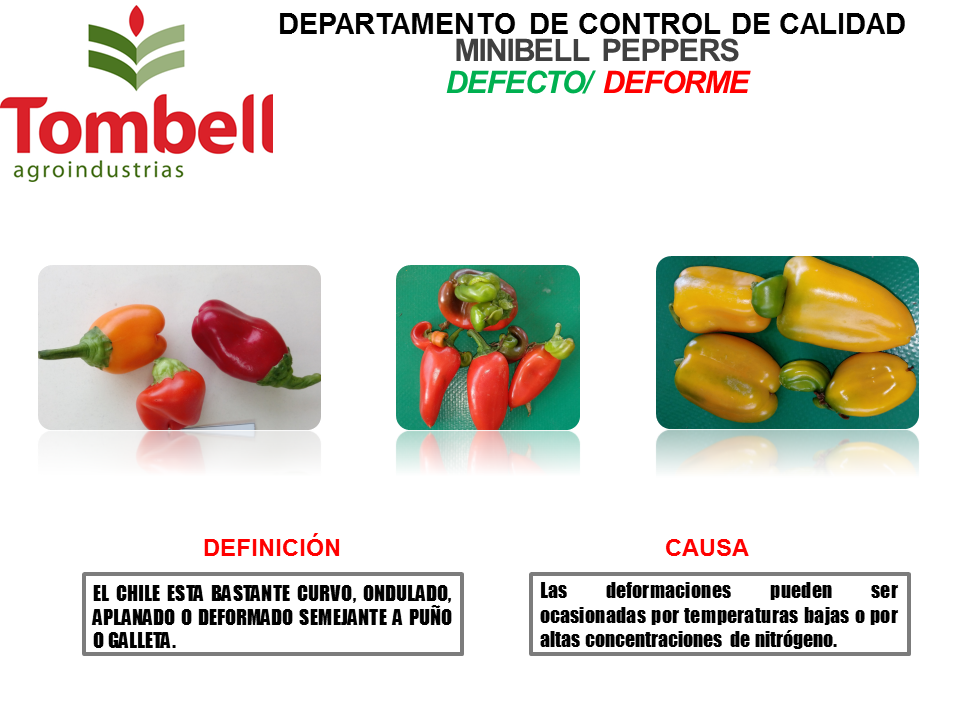 Tombell
agroindustrias
DEPARTAMENTO DE CONTROL DE CALIDAD
MINIBELL PEPPERS
DEFECTO/ DEFORME
DEFINICIÓN
EL CHILE ESTA BASTANTE CURVO, ONDULADO,
APLANADO O DEFORMADO SEMEJANTE A PUÑO
O GALLETA.
CAUSA
Las deformaciones pueden ser
ocasionadas por temperaturas bajas o por
altas concentraciones de nitrógeno.